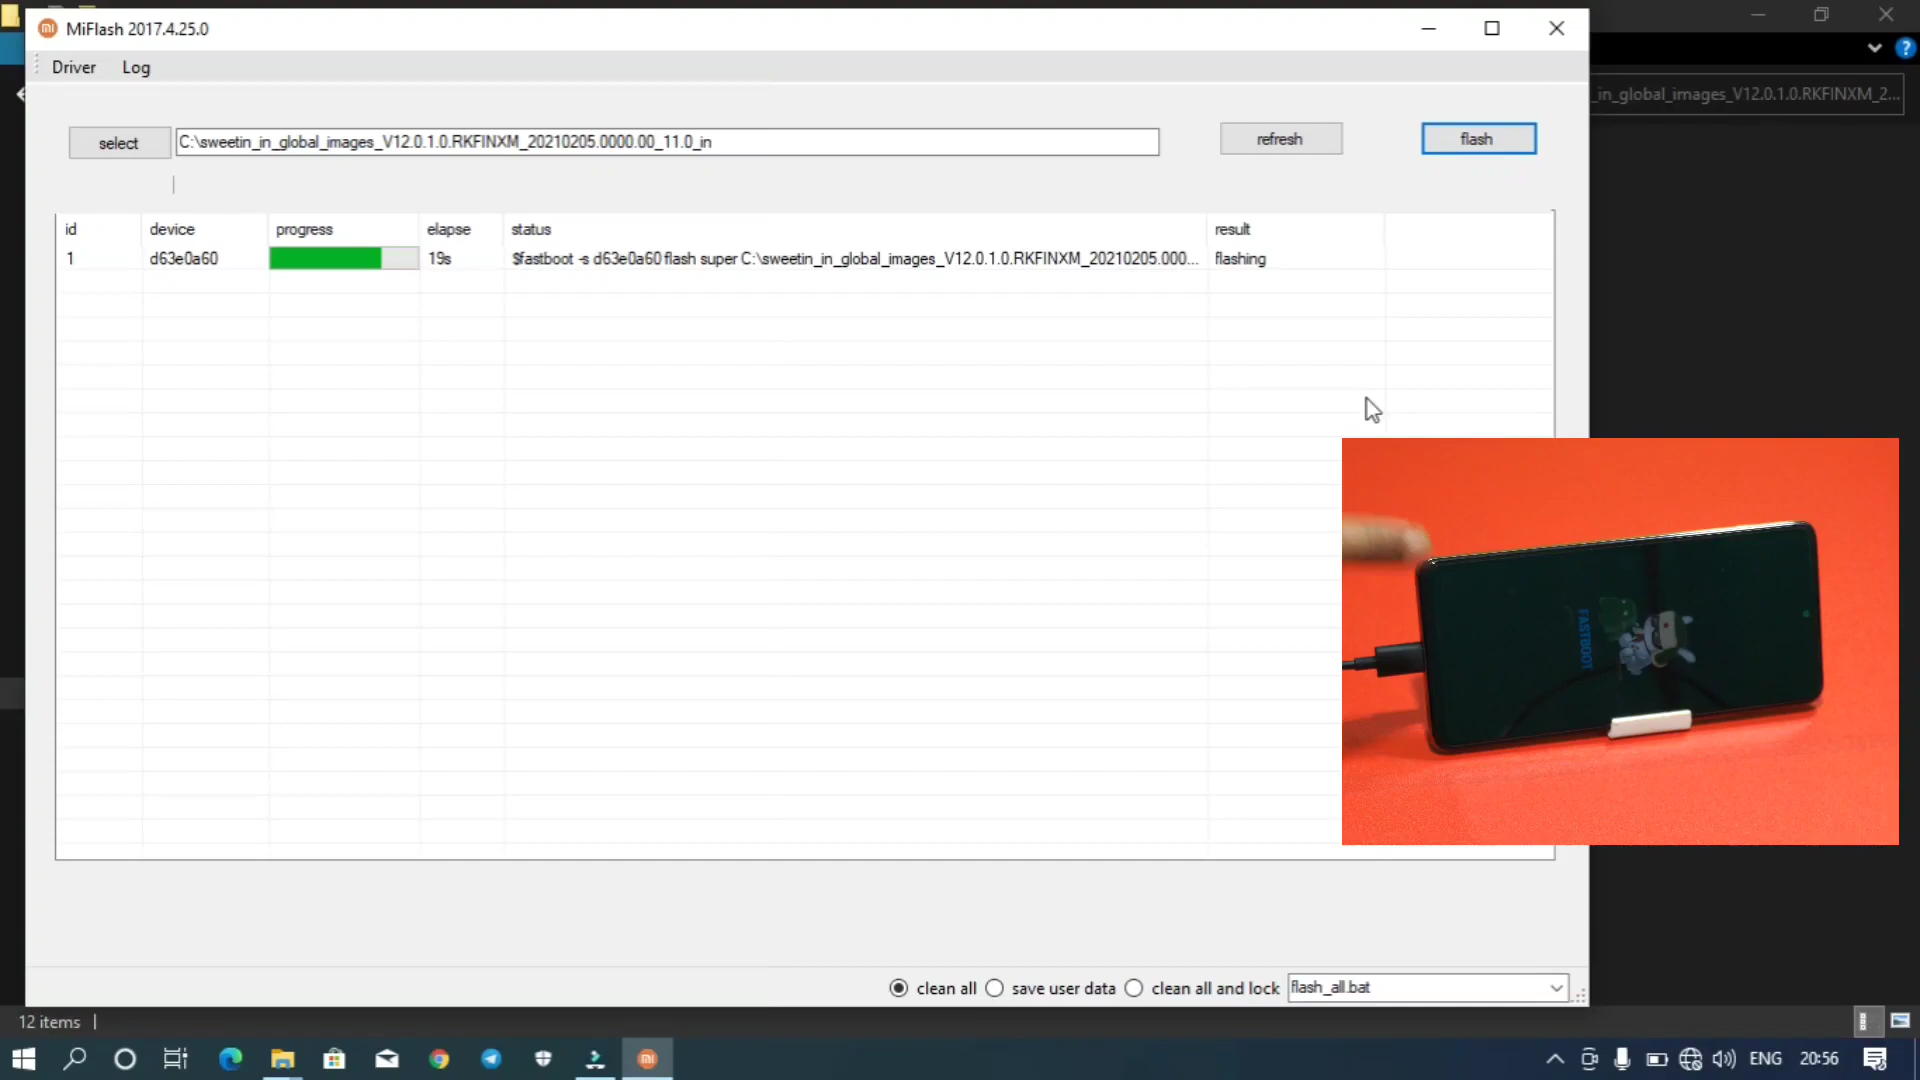 MiFlash 2017.4.25.0
Driver Log
_in_global_images_V12.0.1.0.RKFINXM_2...
select C:\sweetin_in_global_images_V12.0.1.0.RKFINXM_20210205.0000.00_11.0_in refresh flash
id device progress elapse status result
1 d63e0a60 19s $fastboot -s d63e0a60 flash super C:\sweetin_in_global_images_V12.0.1.0.RKFINXM_20210205.000... flashing
FASTBOOT
clean all save user data clean all and lock flash_all.bat
12 items
ENG 20:56